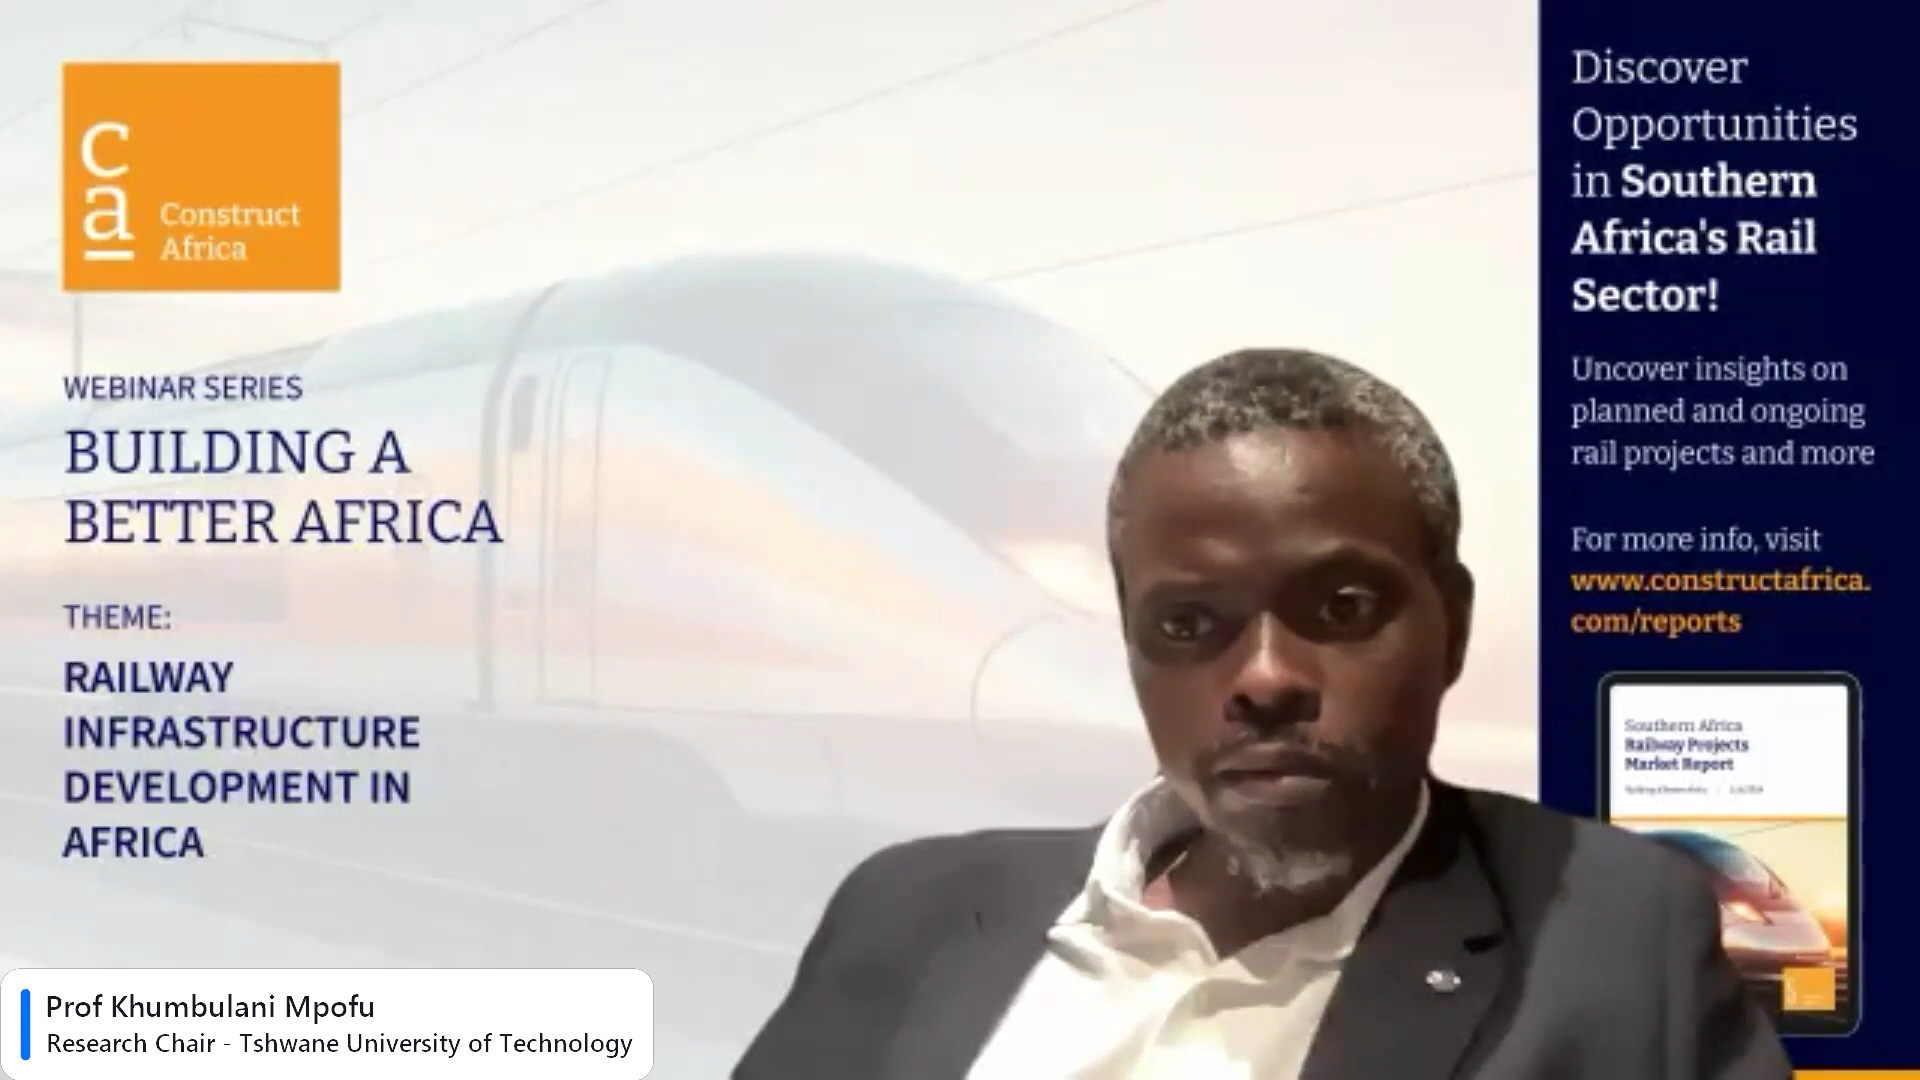 ca
Construct
Africa
WEBINAR SERIES
BUILDING A
BETTER AFRICA
THEME:
RAILWAY
INFRASTRUCTURE
DEVELOPMENT IN
AFRICA
Prof Khumbulani Mpofu
Research Chair - Tshwane University of Technology
Discover
Opportunities
in Southern
Africa's Rail
Sector!
Uncover insights on
planned and ongoing
rail projects and more
For more info, visit
www.constructafrica.
com/reports
Southern Africa
Railway Projects
Market Report